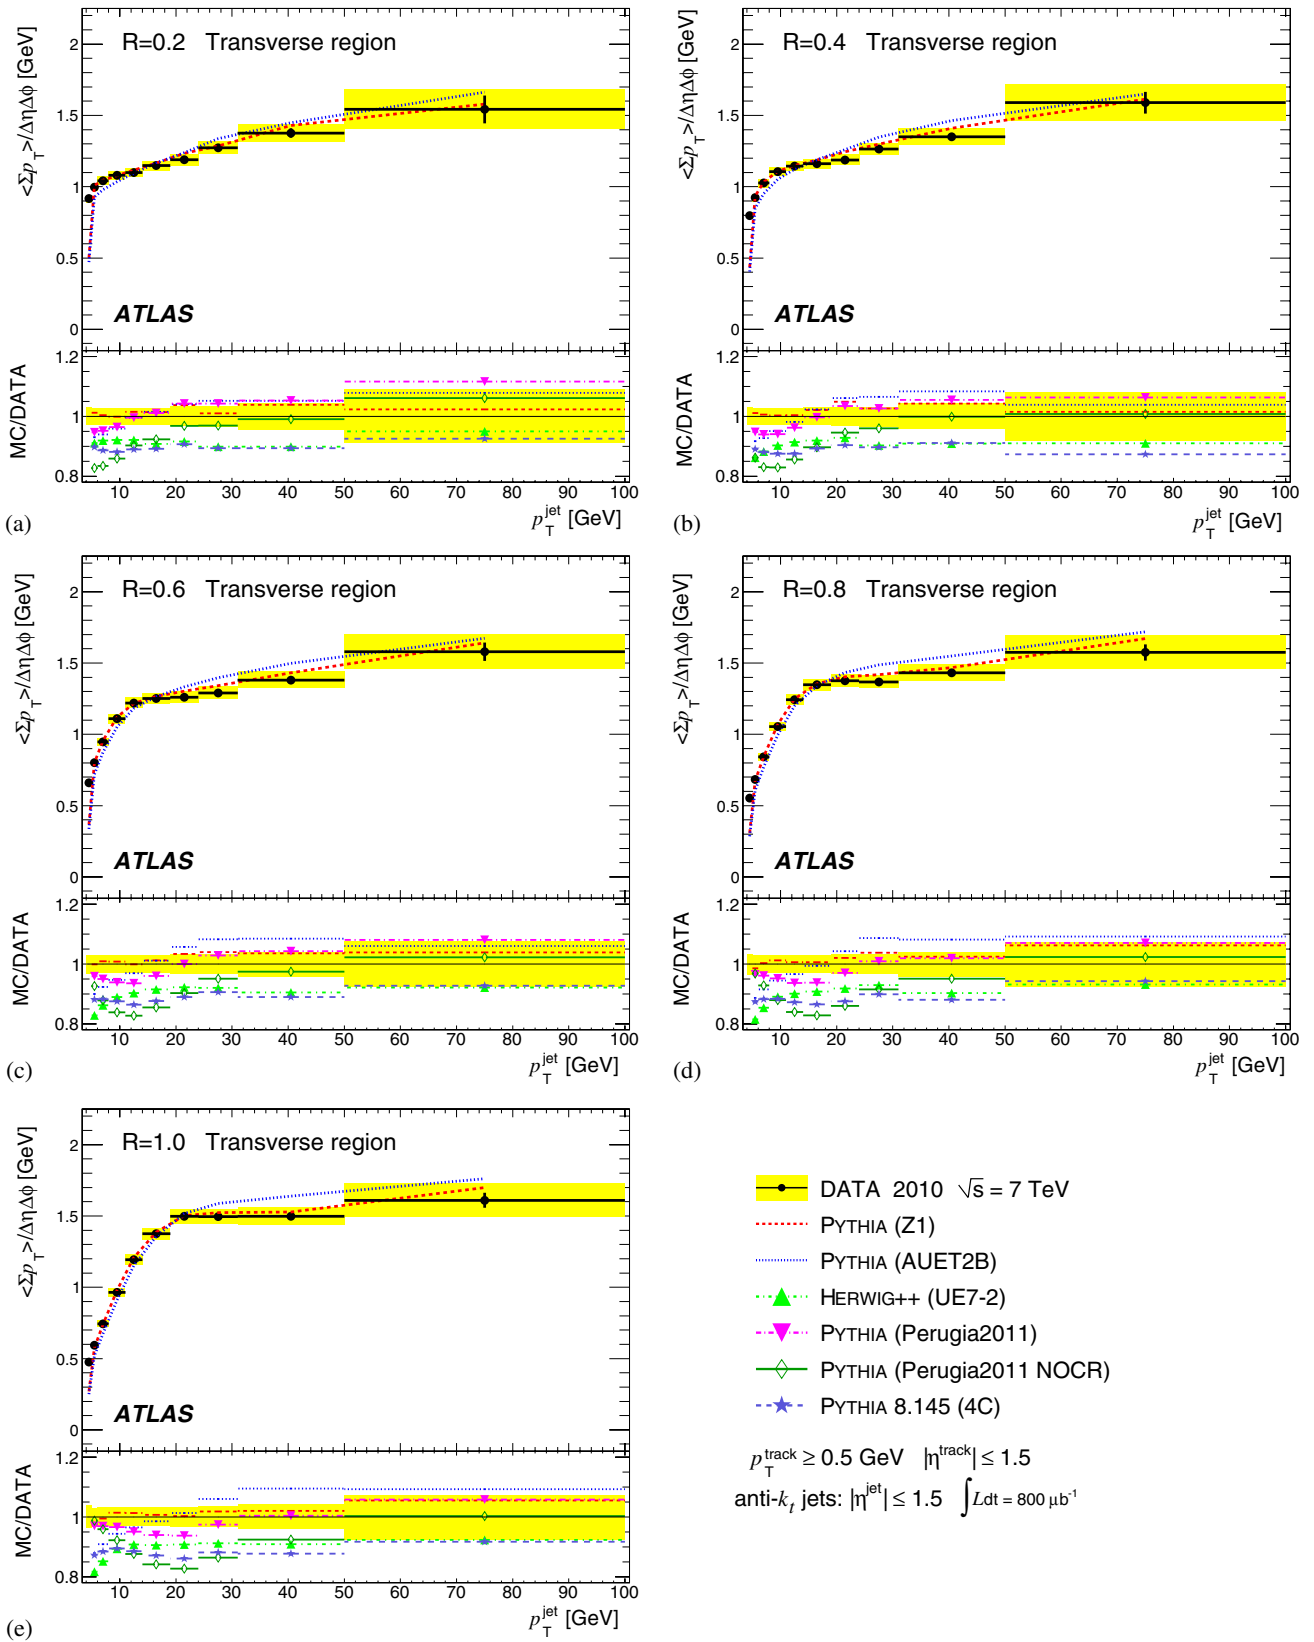 R=0.2 Transverse region
<Σp_T>/ΔηΔφ [GeV]
2
1.5
1
0.5
0
ATLAS
MC/DATA
1.2
1
0.8
10 20 30 40 50 60 70 80 90 100
p_T^jet [GeV]
(a)
R=0.4 Transverse region
<Σp_T>/ΔηΔφ [GeV]
2
1.5
1
0.5
0
ATLAS
MC/DATA
1.2
1
0.8
10 20 30 40 50 60 70 80 90 100
p_T^jet [GeV]
(b)
R=0.6 Transverse region
<Σp_T>/ΔηΔφ [GeV]
2
1.5
1
0.5
0
ATLAS
MC/DATA
1.2
1
0.8
10 20 30 40 50 60 70 80 90 100
p_T^jet [GeV]
(c)
R=0.8 Transverse region
<Σp_T>/ΔηΔφ [GeV]
2
1.5
1
0.5
0
ATLAS
MC/DATA
1.2
1
0.8
10 20 30 40 50 60 70 80 90 100
p_T^jet [GeV]
(d)
R=1.0 Transverse region
<Σp_T>/ΔηΔφ [GeV]
2
1.5
1
0.5
0
ATLAS
MC/DATA
1.2
1
0.8
10 20 30 40 50 60 70 80 90 100
p_T^jet [GeV]
(e)
DATA 2010 √s = 7 TeV
PYTHIA (Z1)
PYTHIA (AUET2B)
HERWIG++ (UE7-2)
PYTHIA (Perugia2011)
PYTHIA (Perugia2011 NOCR)
PYTHIA 8.145 (4C)
p_T^track ≥ 0.5 GeV |η^track| ≤ 1.5
anti-k_t jets: |η^jet| ≤ 1.5 ∫Ldt = 800 μb⁻¹